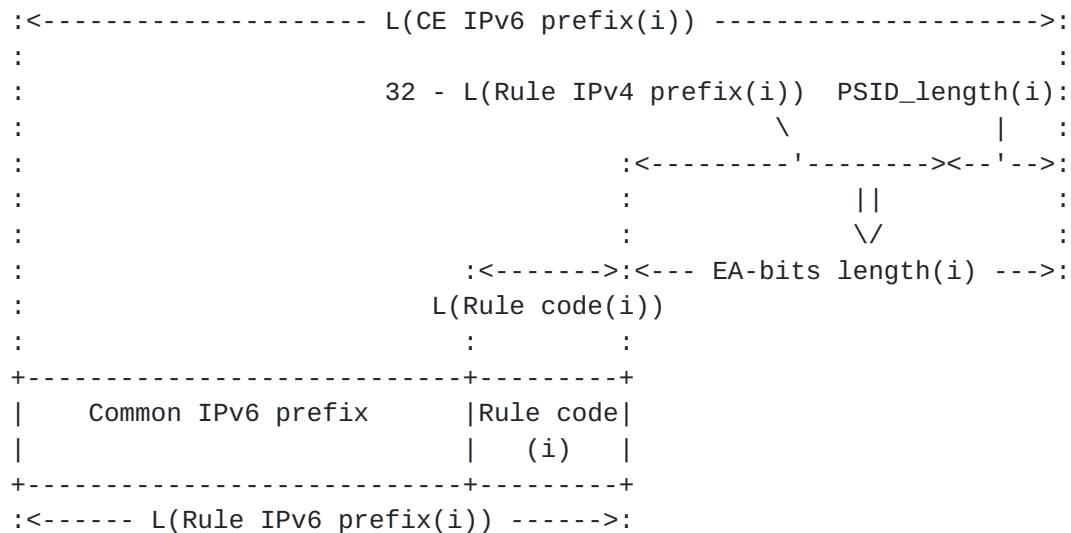 :<--------------------- L(CE IPv6 prefix(i)) --------------------->:
:                                                                  :
:                       32 - L(Rule IPv4 prefix(i))  PSID_length(i):
:                                                \             |   :
:                                      :<---------'--------><--'-->:
:                                      :              ||           :
:                                      :              \/           :
:                            :<------->:<--- EA-bits length(i) --->:
:                          L(Rule code(i))
:                            :         :
+----------------------------+---------+
|    Common IPv6 prefix      |Rule code|
|                            |   (i)   |
+----------------------------+---------+
:<------ L(Rule IPv6 prefix(i)) ------>: